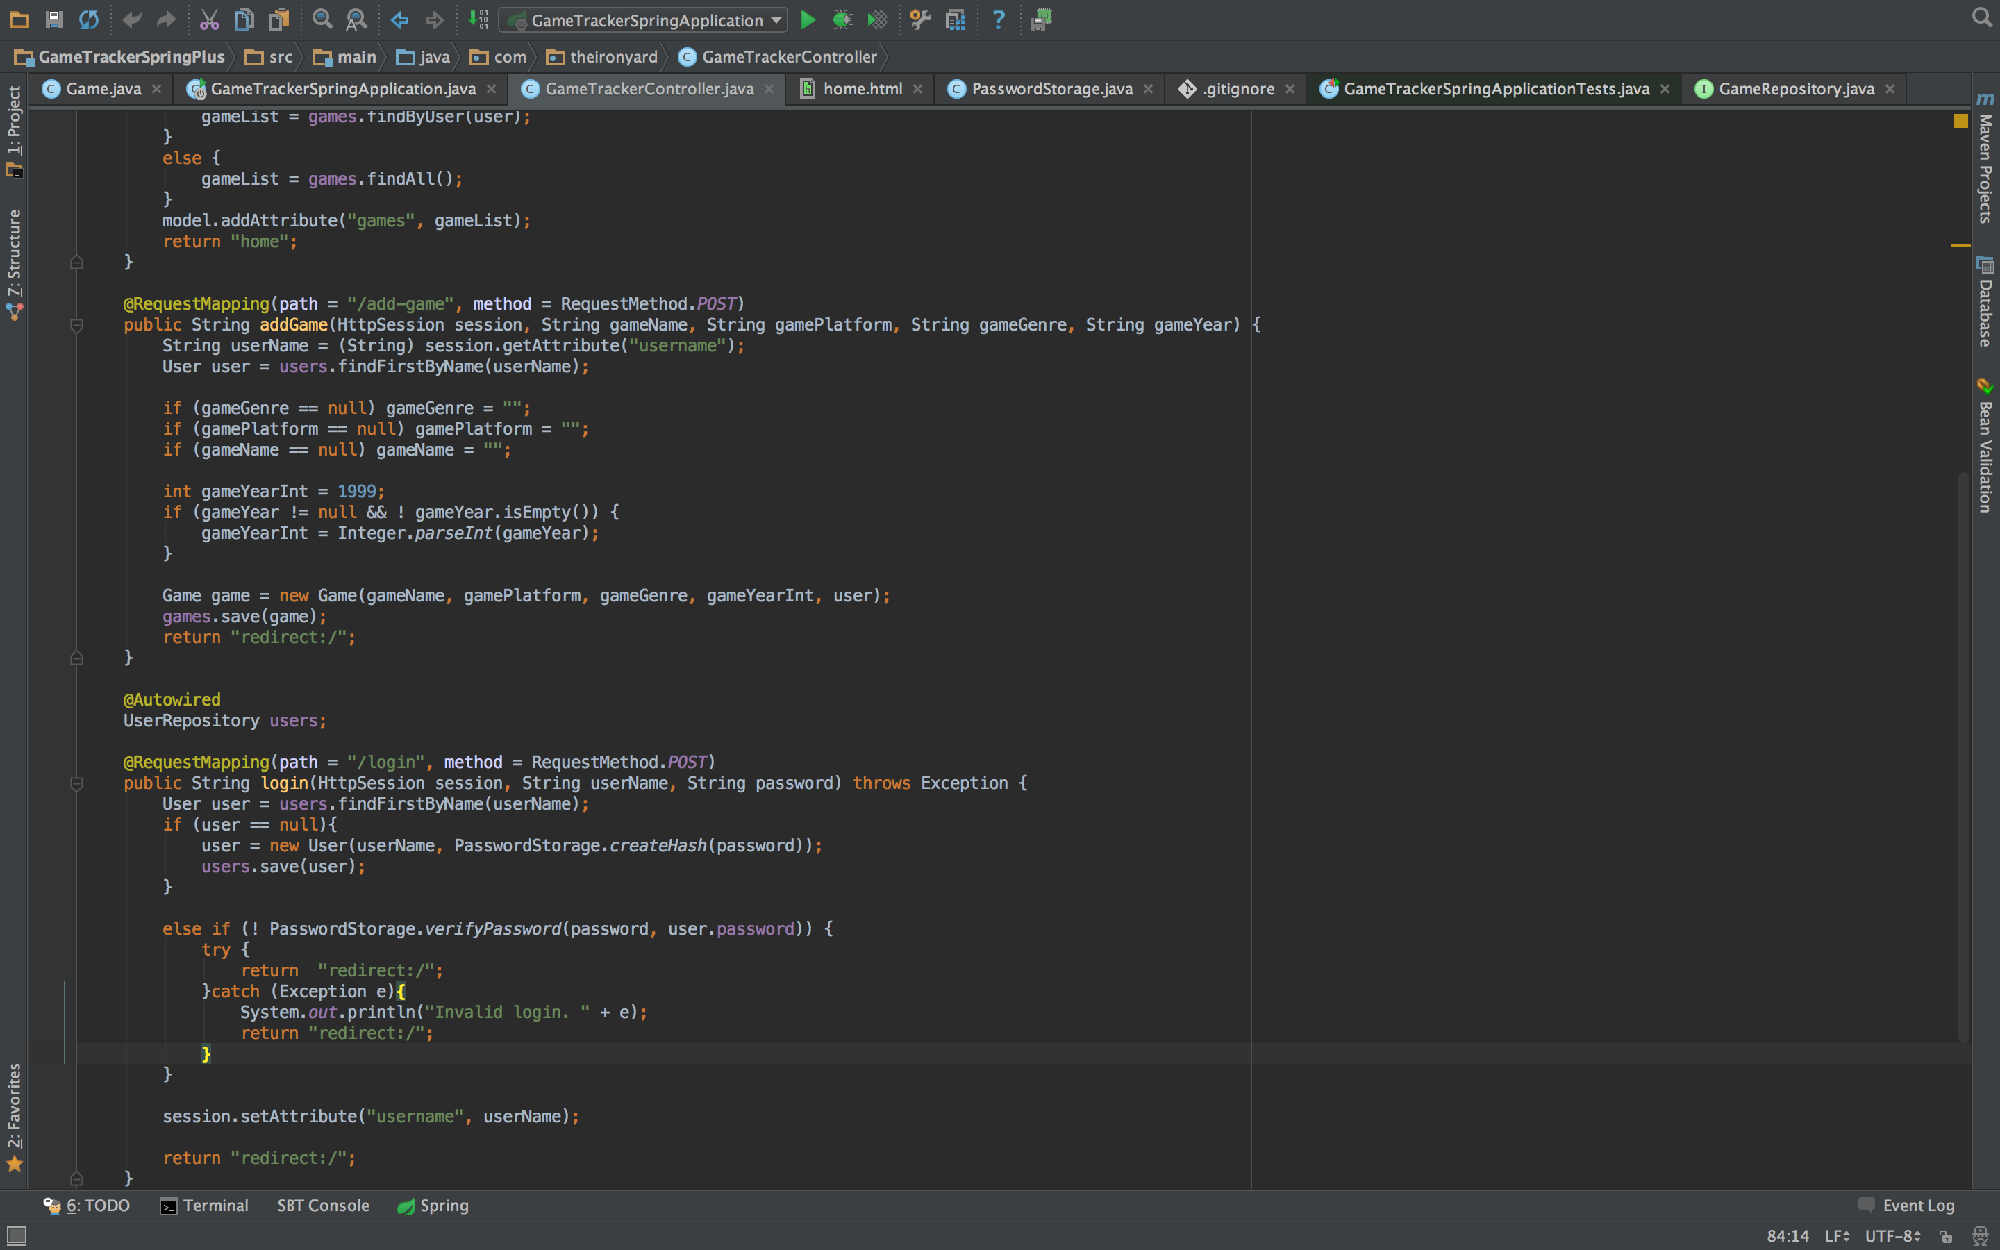 GameTrackerSpringApplication
GameTrackerSpringPlus src main java com theironyard GameTrackerController
Game.java GameTrackerSpringApplication.java GameTrackerController.java home.html PasswordStorage.java .gitignore GameTrackerSpringApplicationTests.java GameRepository.java
1: Project
7: Structure
2: Favorites
gameList = games.findByUser(user);
}
else {
gameList = games.findAll();
}
model.addAttribute("games", gameList);
return "home";
}
@RequestMapping(path = "/add-game", method = RequestMethod.POST)
public String addGame(HttpSession session, String gameName, String gamePlatform, String gameGenre, String gameYear) {
String userName = (String) session.getAttribute("username");
User user = users.findFirstByName(userName);
if (gameGenre == null) gameGenre = "";
if (gamePlatform == null) gamePlatform = "";
if (gameName == null) gameName = "";
int gameYearInt = 1999;
if (gameYear != null && ! gameYear.isEmpty()) {
gameYearInt = Integer.parseInt(gameYear);
}
Game game = new Game(gameName, gamePlatform, gameGenre, gameYearInt, user);
games.save(game);
return "redirect:/";
}
@Autowired
UserRepository users;
@RequestMapping(path = "/login", method = RequestMethod.POST)
public String login(HttpSession session, String userName, String password) throws Exception {
User user = users.findFirstByName(userName);
if (user == null){
user = new User(userName, PasswordStorage.createHash(password));
users.save(user);
}
else if (! PasswordStorage.verifyPassword(password, user.password)) {
try {
return  "redirect:/";
}catch (Exception e){
System.out.println("Invalid login. " + e);
return "redirect:/";
}
}
session.setAttribute("username", userName);
return "redirect:/";
}
Maven Projects
Database
Bean Validation
6: TODO Terminal SBT Console Spring Event Log
84:14 LF UTF-8